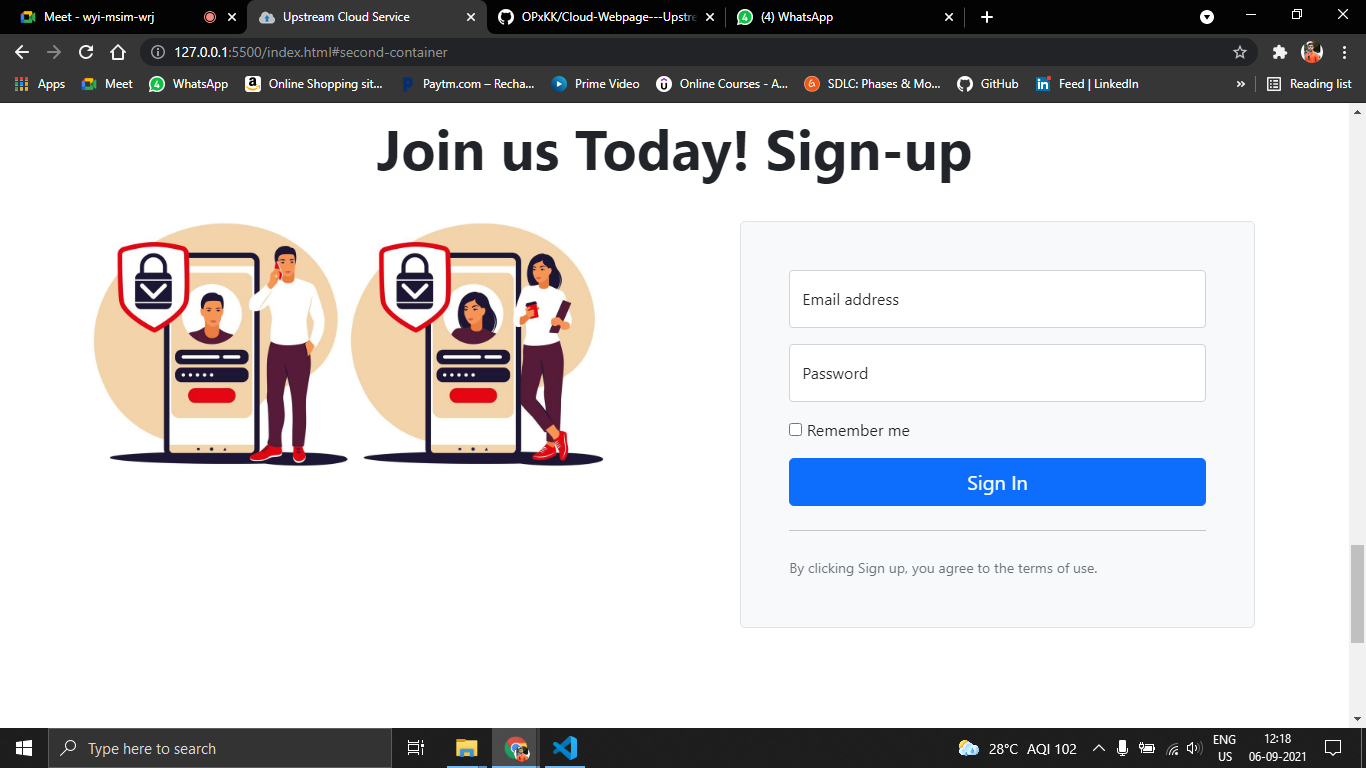 Meet - wyi-msim-wrj
Upstream Cloud Service
OPxKK/Cloud-Webpage---Upstre
(4) WhatsApp
127.0.0.1:5500/index.html#second-container
Apps
Meet
WhatsApp
Online Shopping sit...
Paytm.com – Recha...
Prime Video
Online Courses - A...
SDLC: Phases & Mo...
GitHub
Feed | LinkedIn
»
Reading list
Join us Today! Sign-up
Email address
Password
Remember me
Sign In
By clicking Sign up, you agree to the terms of use.
Type here to search
28°C AQI 102
ENG
US
12:18
06-09-2021